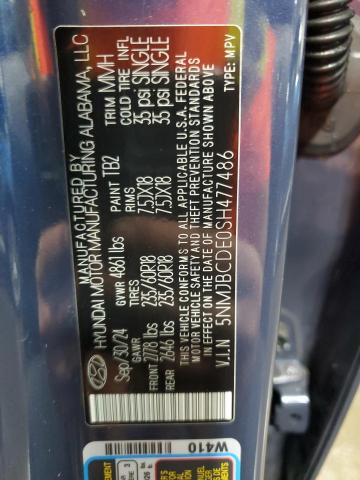 MANUFACTURED BY
HYUNDAI MOTOR MANUFACTURING ALABAMA, LLC
Sep/30/24 GVWR 4861 lbs PAINT TB2 TRIM MMH
GAWR TIRES RIMS COLD TIRE INFL
FRONT 2778 lbs 235/60R18 7.5JX18 35 psi SINGLE
REAR 2646 lbs 235/60R18 7.5JX18 35 psi SINGLE
THIS VEHICLE CONFORMS TO ALL APPLICABLE U.S.A. FEDERAL
MOTOR VEHICLE SAFETY AND
AND THEFT PREVENTION STANDARDS IN EFFECT ON THE DATE OF
MANUFACTURE SHOWN ABOVE
V.I.N 5NMJBCDE0SH477486 TYPE: MPV
W410